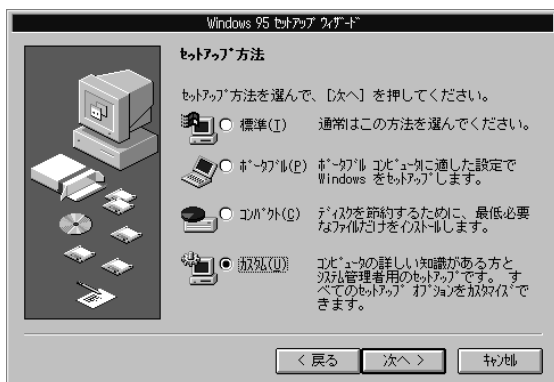 Windows 95 ｾｯﾄｱｯﾌﾟ ｳｨｻﾞｰﾄﾞ
ｾｯﾄｱｯﾌﾟ方法
ｾｯﾄｱｯﾌﾟ方法を選んで、［次へ］を押してください。
標準(T)
通常はこの方法を選んでください。
ﾎﾟｰﾀﾌﾞﾙ(P)
ﾎﾟｰﾀﾌﾞﾙ ｺﾝﾋﾟｭｰﾀに適した設定で
Windows をｾｯﾄｱｯﾌﾟします。
ｺﾝﾊﾟｸﾄ(C)
ﾃﾞｨｽｸを節約するために、最低必要
なﾌｧｲﾙだけをｲﾝｽﾄｰﾙします。
ｶｽﾀﾑ(U)
ｺﾝﾋﾟｭｰﾀの詳しい知識がある方と
ｼｽﾃﾑ管理者用のｾｯﾄｱｯﾌﾟです。 す
べてのｾｯﾄｱｯﾌﾟ ｵﾌﾟｼｮﾝをｶｽﾀﾏｲｽﾞで
きます。
< 戻る
次へ >
ｷｬﾝｾﾙ